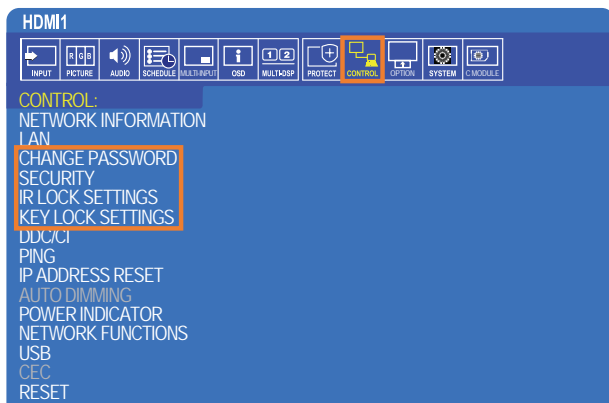 HDMI1
RGB 12
INPUT PICTURE AUDIO SCHEDULE MULTI-INPUT OSD MULTI-DSP PROTECT CONTROL OPTION SYSTEM C MODULE
CONTROL:
NETWORK INFORMATION
LAN
CHANGE PASSWORD
SECURITY
IR LOCK SETTINGS
KEY LOCK SETTINGS
DDC/CI
PING
IP ADDRESS RESET
AUTO DIMMING
POWER INDICATOR
NETWORK FUNCTIONS
USB
CEC
RESET